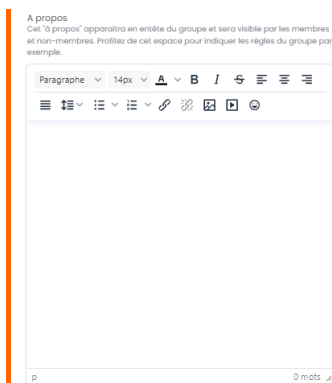 A propos
Cet "à propos" apparaitra en entête du groupe et sera visible par les membres
et non-membres. Profitez de cet espace pour indiquer les règles du groupe par
exemple.
Paragraphe 14px A B I S
p 0 mots